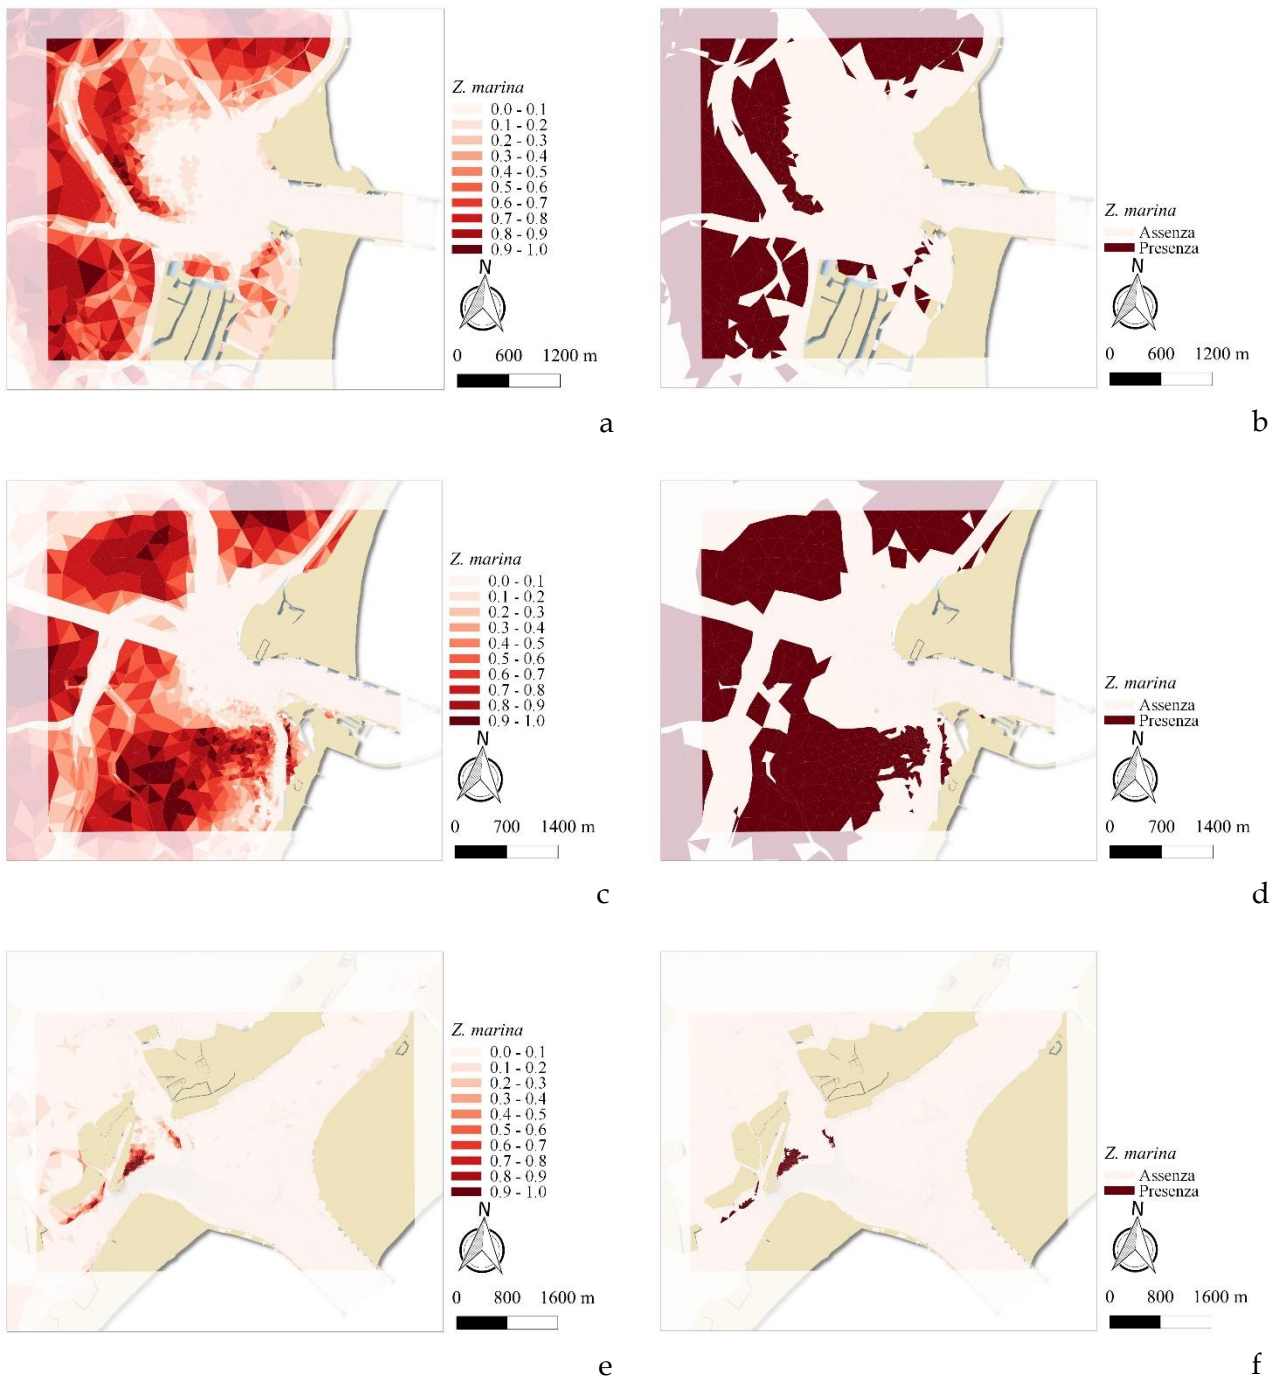 Z. marina
0.0 - 0.1
0.1 - 0.2
0.2 - 0.3
0.3 - 0.4
0.4 - 0.5
0.5 - 0.6
0.6 - 0.7
0.7 - 0.8
0.8 - 0.9
0.9 - 1.0
N
0 600 1200 m
a
Z. marina
Assenza
Presenza
N
0 600 1200 m
b
Z. marina
0.0 - 0.1
0.1 - 0.2
0.2 - 0.3
0.3 - 0.4
0.4 - 0.5
0.5 - 0.6
0.6 - 0.7
0.7 - 0.8
0.8 - 0.9
0.9 - 1.0
N
0 700 1400 m
c
Z. marina
Assenza
Presenza
N
0 700 1400 m
d
Z. marina
0.0 - 0.1
0.1 - 0.2
0.2 - 0.3
0.3 - 0.4
0.4 - 0.5
0.5 - 0.6
0.6 - 0.7
0.7 - 0.8
0.8 - 0.9
0.9 - 1.0
N
0 800 1600 m
e
Z. marina
Assenza
Presenza
N
0 800 1600 m
f